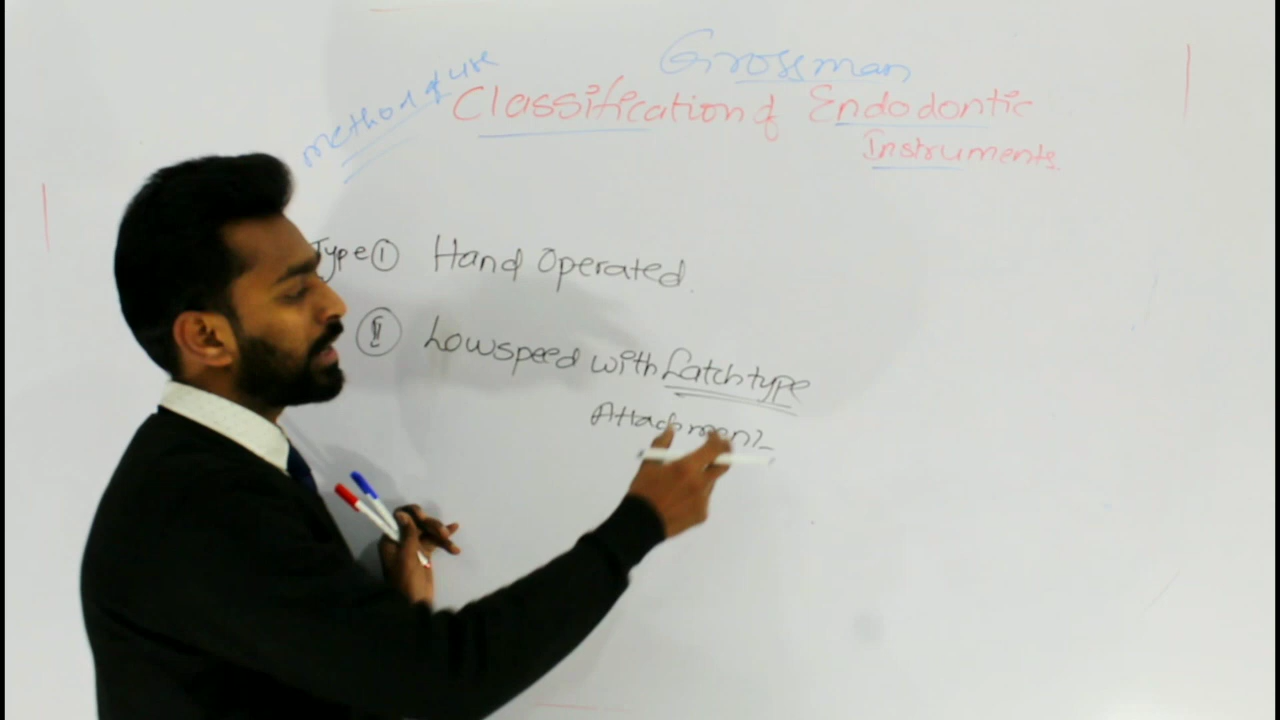 Grossman
method of use
Classification of Endodontic
Instruments.
Type ① Hand Operated.
Ⅱ Lowspeed with Latchtype
Attachment